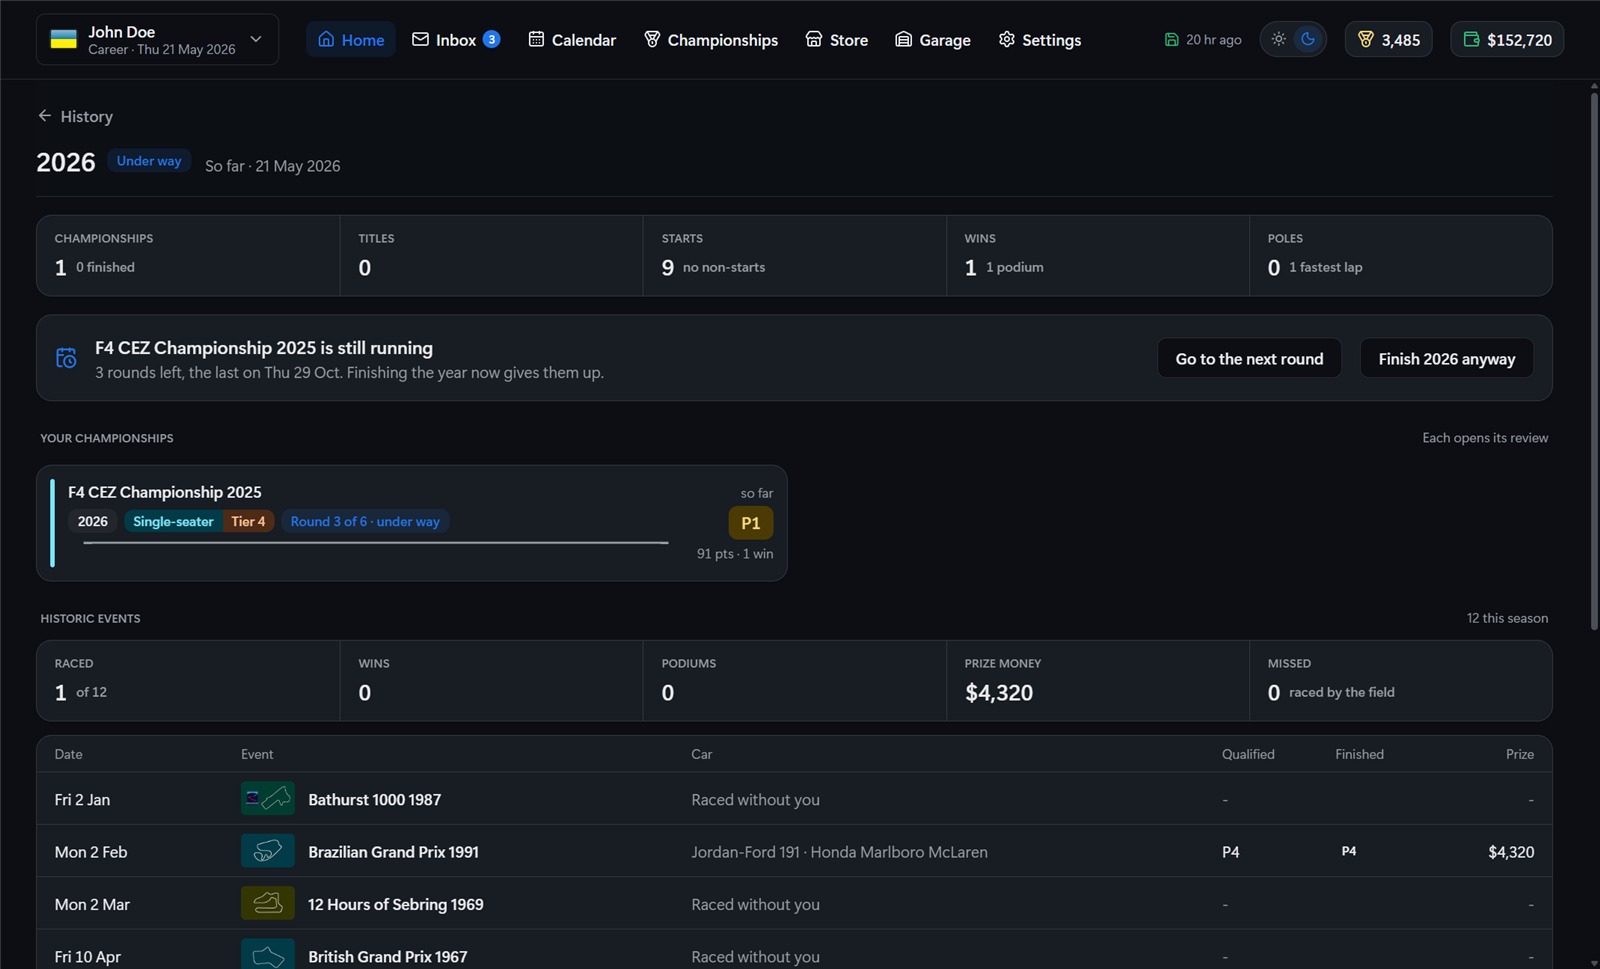 John Doe
Career · Thu 21 May 2026
Home
Inbox 3
Calendar
Championships
Store
Garage
Settings
20 hr ago
3,485
$152,720
History
2026 Under way So far · 21 May 2026
CHAMPIONSHIPS
1 0 finished
TITLES
0
STARTS
9 no non-starts
WINS
1 1 podium
POLES
0 1 fastest lap
F4 CEZ Championship 2025 is still running
3 rounds left, the last on Thu 29 Oct. Finishing the year now gives them up.
Go to the next round
Finish 2026 anyway
YOUR CHAMPIONSHIPS
Each opens its review
F4 CEZ Championship 2025
2026 Single-seater Tier 4 Round 3 of 6 · under way
so far
P1
91 pts · 1 win
HISTORIC EVENTS
12 this season
RACED
1 of 12
WINS
0
PODIUMS
0
PRIZE MONEY
$4,320
MISSED
0 raced by the field
Date Event Car Qualified Finished Prize
Fri 2 Jan Bathurst 1000 1987 Raced without you - -
Mon 2 Feb Brazilian Grand Prix 1991 Jordan-Ford 191 · Honda Marlboro McLaren P4 P4 $4,320
Mon 2 Mar 12 Hours of Sebring 1969 Raced without you - -
Fri 10 Apr British Grand Prix 1967 Raced without you - -